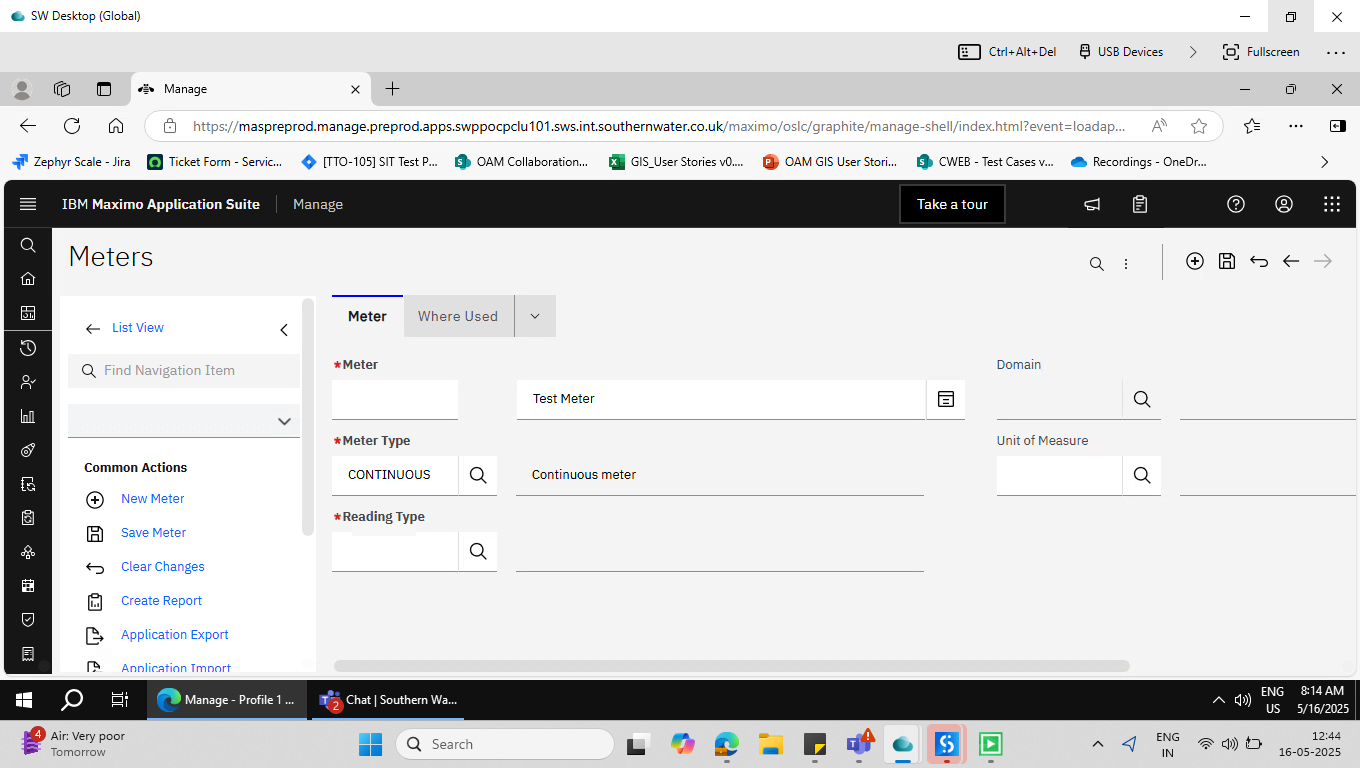 SW Desktop (Global)
Ctrl+Alt+Del USB Devices Fullscreen
Manage
https://maspreprod.manage.preprod.apps.swppocpclu101.sws.int.southernwater.co.uk/maximo/oslc/graphite/manage-shell/index.html?event=loadap...
Zephyr Scale - Jira Ticket Form - Servic... [TTO-105] SIT Test P... OAM Collaboration... GIS_User Stories v0.... OAM GIS User Stori... CWEB - Test Cases v... Recordings - OneDr...
IBM Maximo Application Suite Manage Take a tour
Meters
List View
Find Navigation Item
Common Actions
New Meter
Save Meter
Clear Changes
Create Report
Application Export
Application Import
Meter Where Used
*Meter Domain
Test Meter
*Meter Type Unit of Measure
CONTINUOUS Continuous meter
*Reading Type
Manage - Profile 1 ... 2 Chat | Southern Wa... ENG US 8:14 AM 5/16/2025
4 Air: Very poor
Tomorrow
Search
ENG IN
12:44
16-05-2025